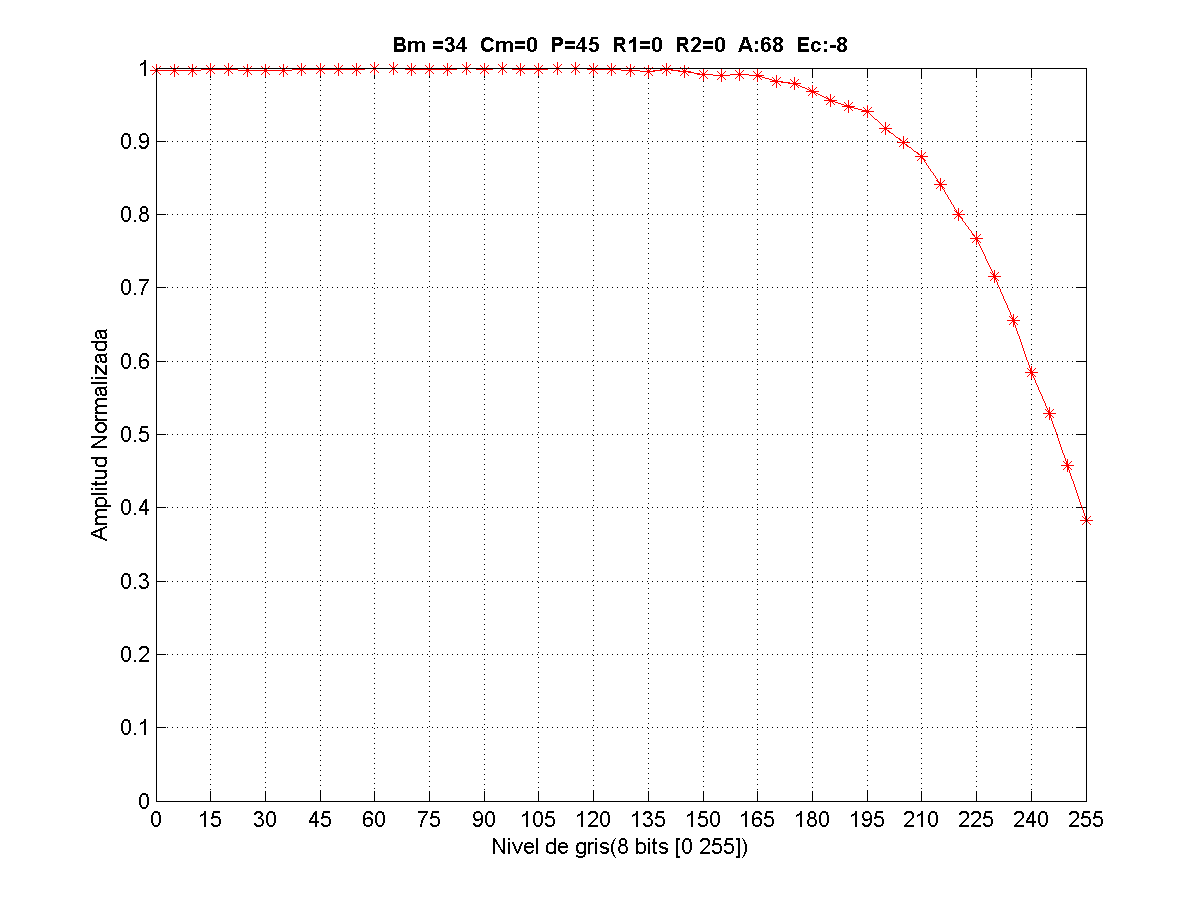 Bm =34  Cm=0  P=45  R1=0  R2=0  A:68  Ec:-8
1
0.9
0.8
0.7
0.6
0.5
0.4
0.3
0.2
0.1
0
Amplitud Normalizada
0 15 30 45 60 75 90 105 120 135 150 165 180 195 210 225 240 255
Nivel de gris(8 bits [0 255])